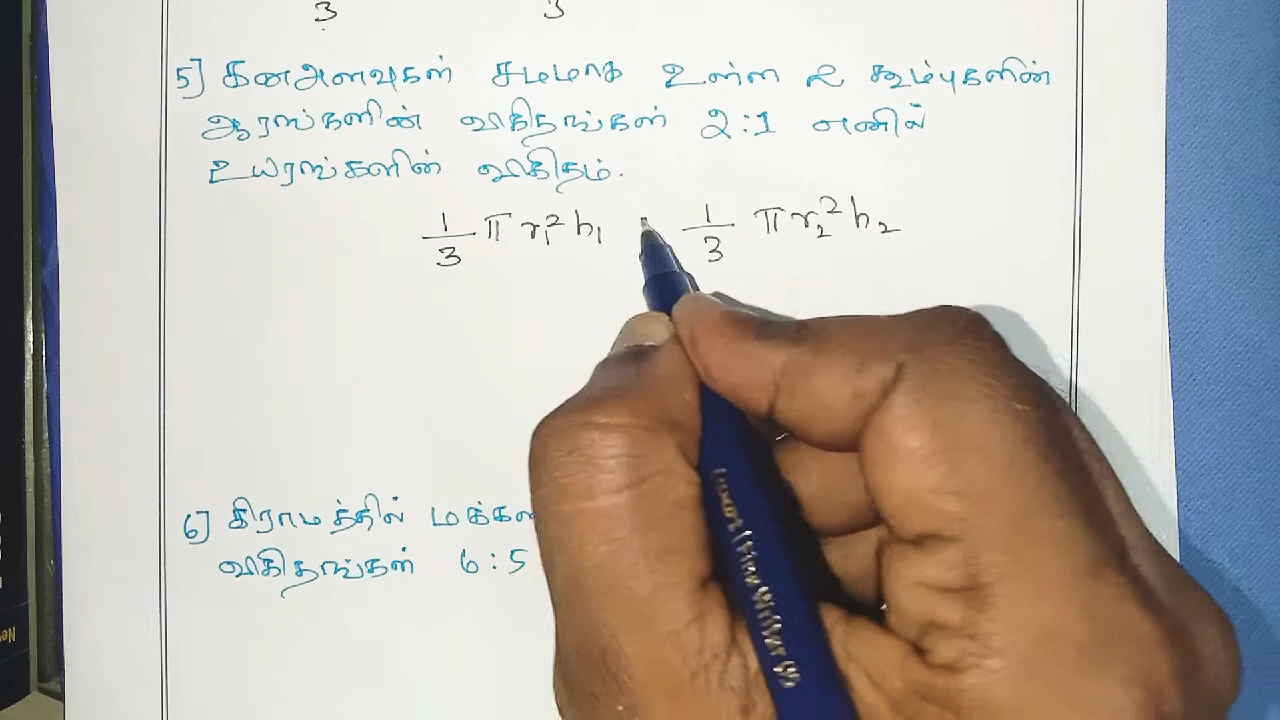 3 3
5] கனஅளவுகள் சமமாக உள்ள 2 கூம்புகளின்
ஆரங்களின் விகிதங்கள் 2:1 எனில்
உயரங்களின் விகிதம்.
1/3 π r₁² h₁ 1/3 π r₂² h₂
6] கிராமத்தில் மக்கள
விகிதங்கள் 6:5